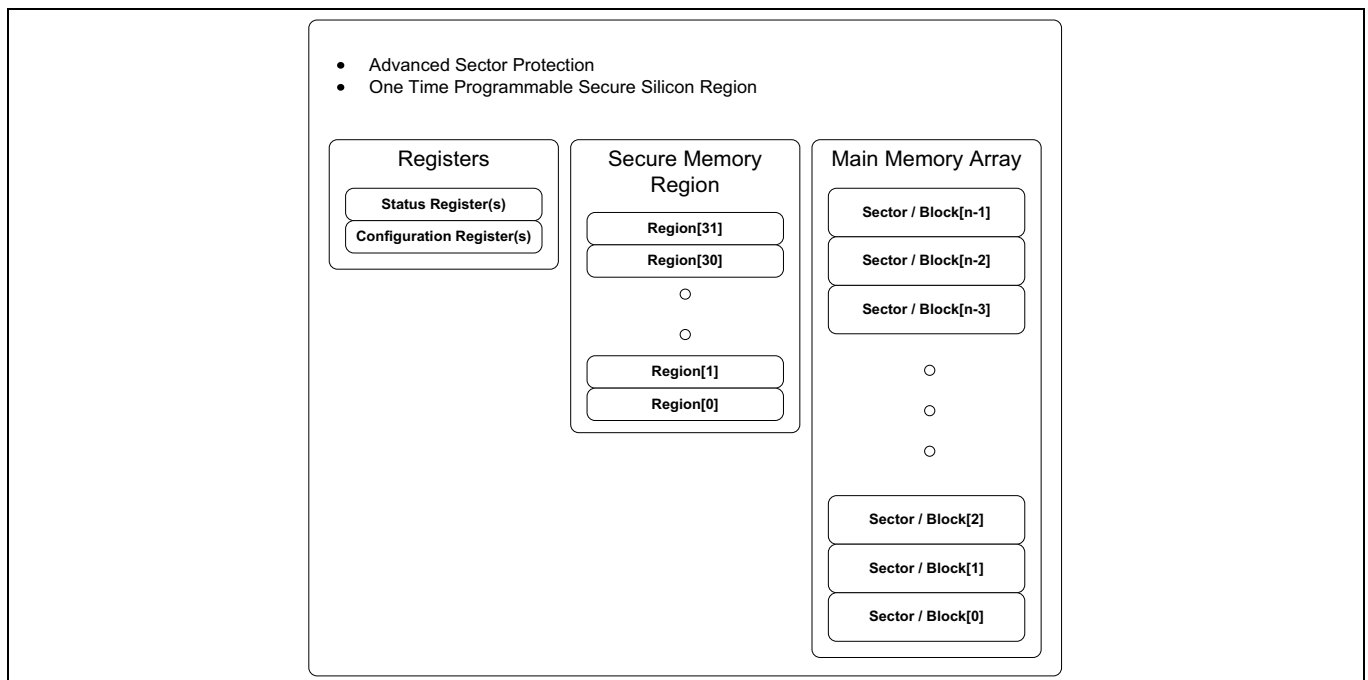 • Advanced Sector Protection
• One Time Programmable Secure Silicon Region
Registers
Status Register(s)
Configuration Register(s)
Secure Memory
Region
Region[31]
Region[30]
Region[1]
Region[0]
Main Memory Array
Sector / Block[n-1]
Sector / Block[n-2]
Sector / Block[n-3]
Sector / Block[2]
Sector / Block[1]
Sector / Block[0]